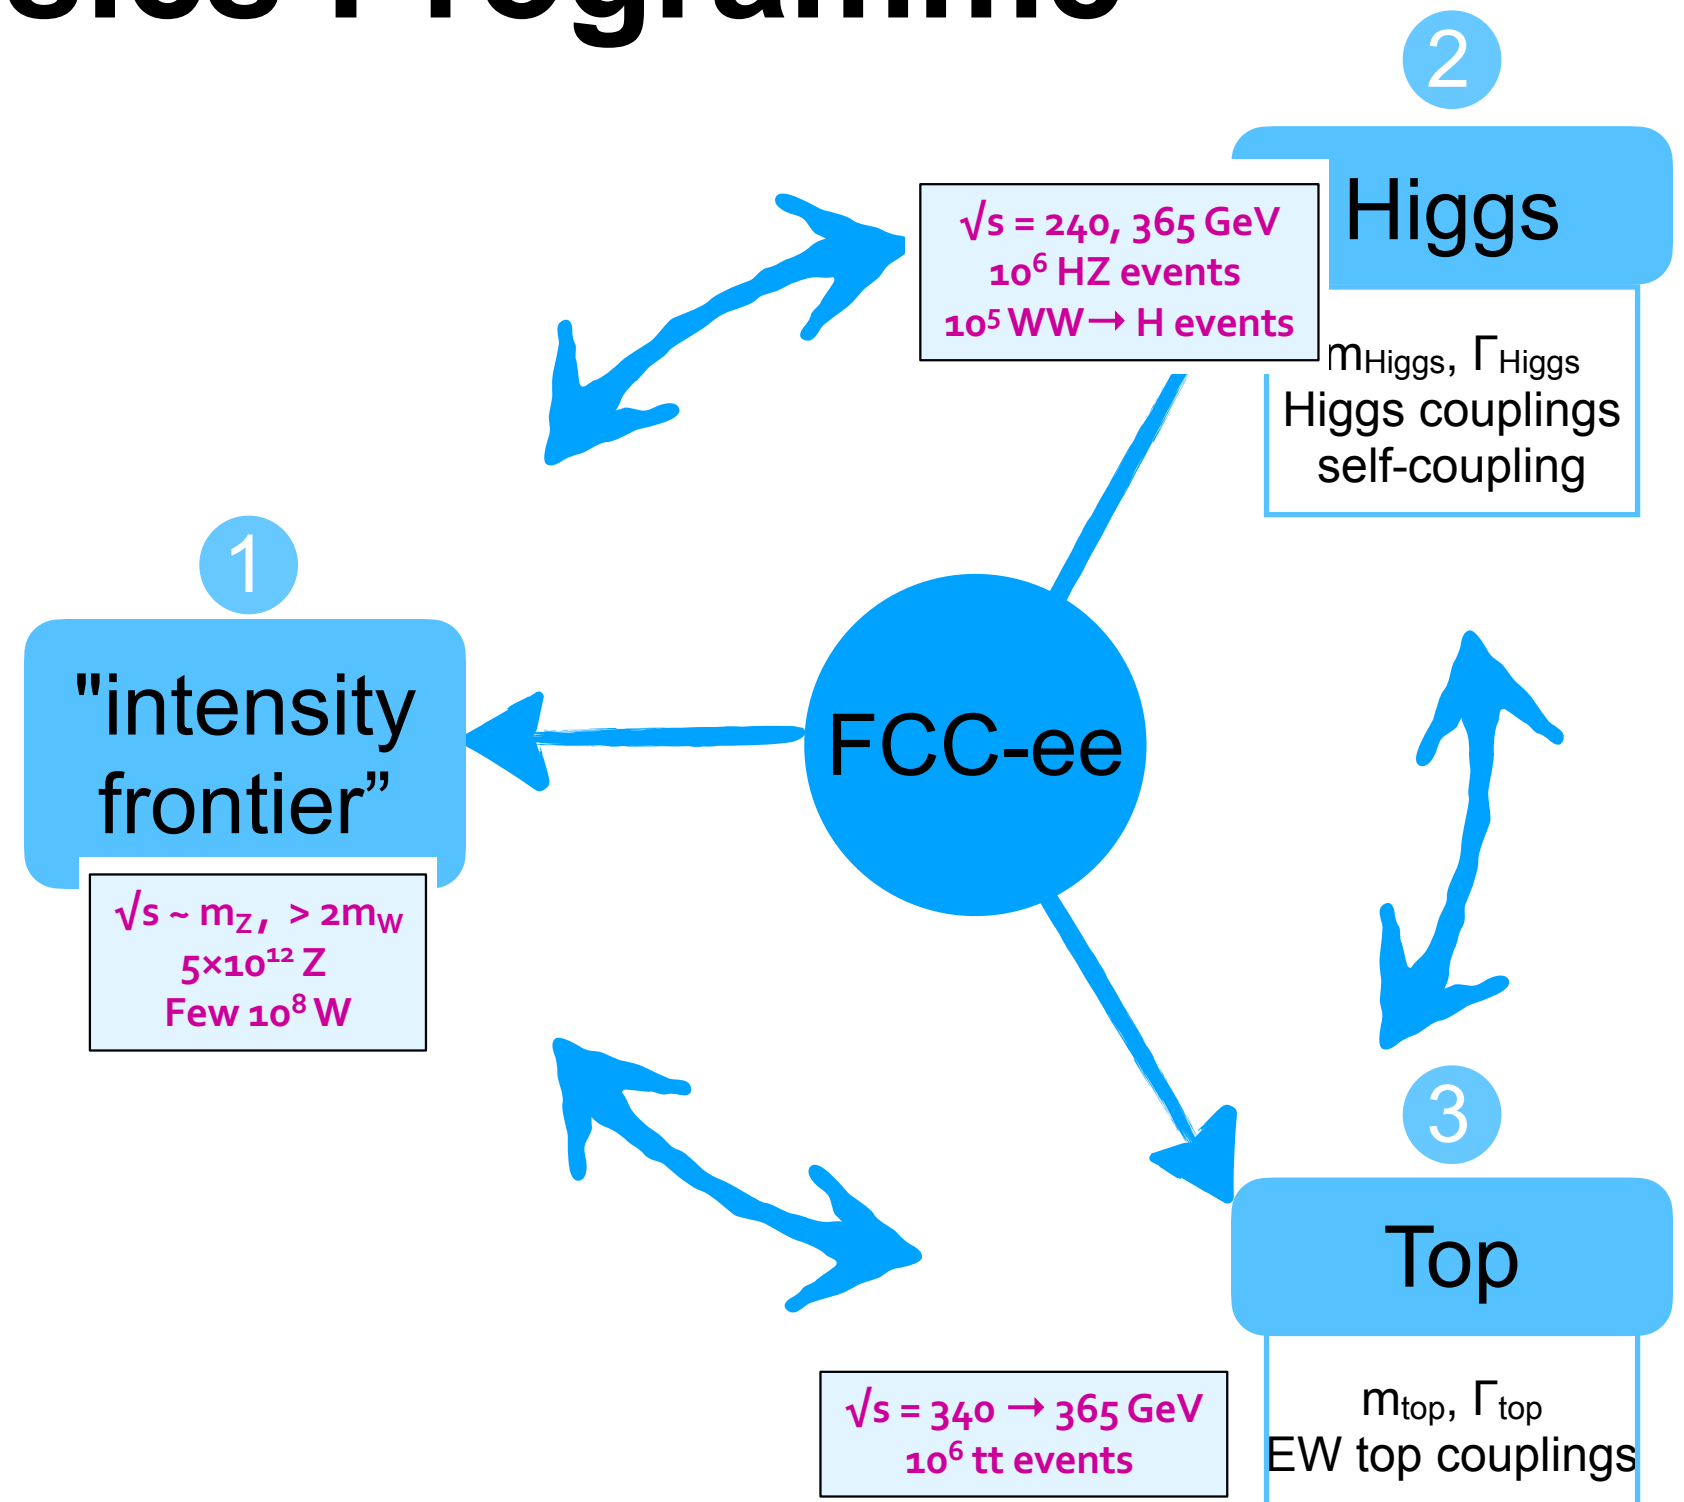 Programme
2
Higgs
√s = 240, 365 GeV
10⁶ HZ events
10⁵ WW → H events
mHiggs, ΓHiggs
Higgs couplings
self-coupling
1
"intensity
frontier”
√s ~ mZ, > 2mW
5×10¹² Z
Few 10⁸ W
FCC-ee
3
Top
√s = 340 → 365 GeV
10⁶ tt events
mtop, Γtop
EW top couplings